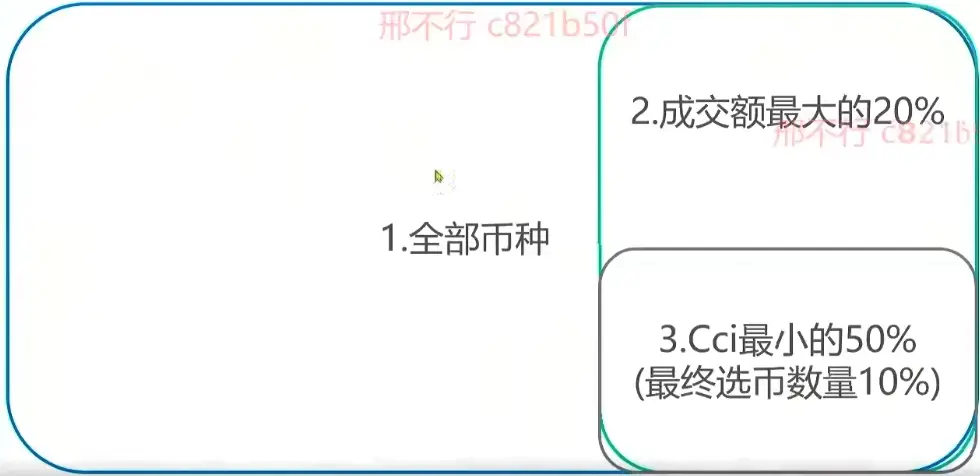 邢不行 c821b50f
2.成交额最大的20%
邢不行 c821b
1.全部币种
3.Cci最小的50%
(最终选币数量10%)